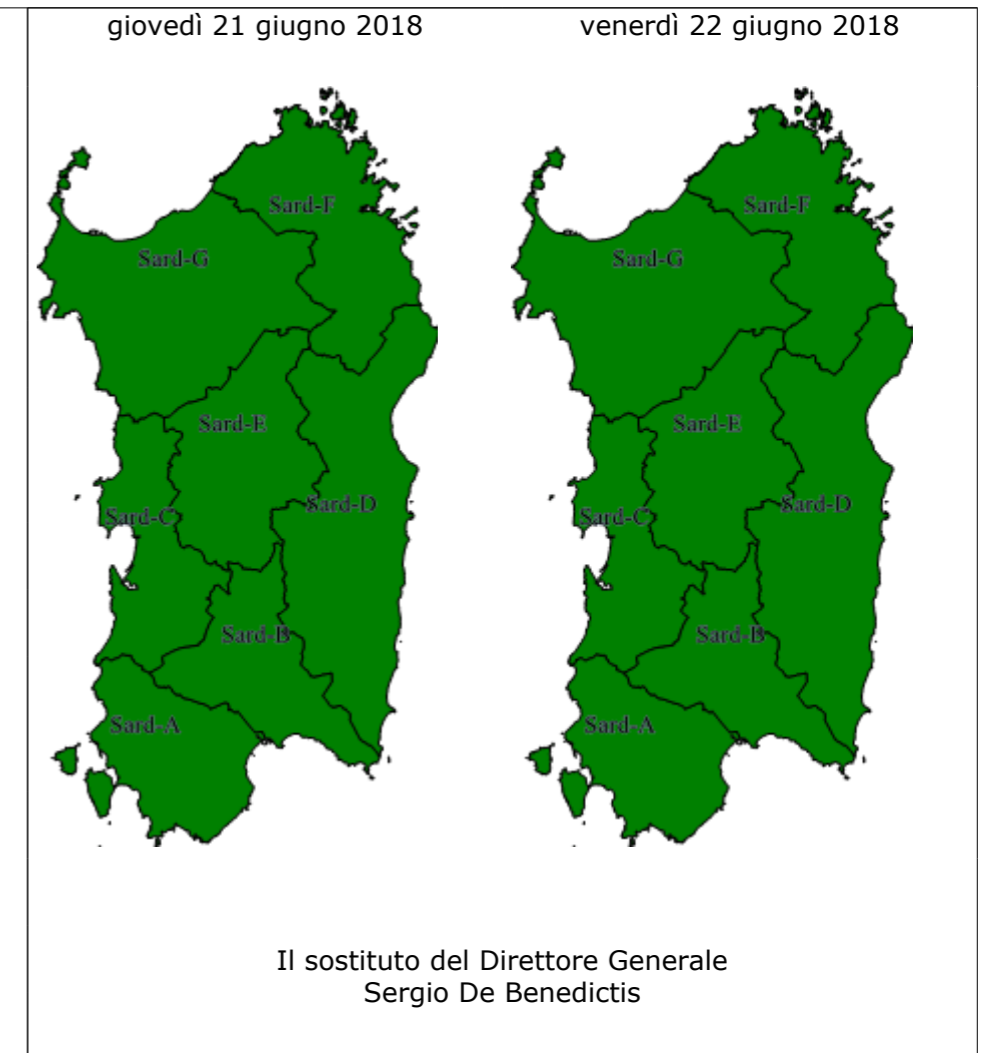 giovedì 21 giugno 2018
venerdì 22 giugno 2018
Sard-F
Sard-G
Sard-E
Sard-D
Sard-C
Sard-B
Sard-A
Sard-F
Sard-G
Sard-E
Sard-D
Sard-C
Sard-B
Sard-A
Il sostituto del Direttore Generale
Sergio De Benedictis